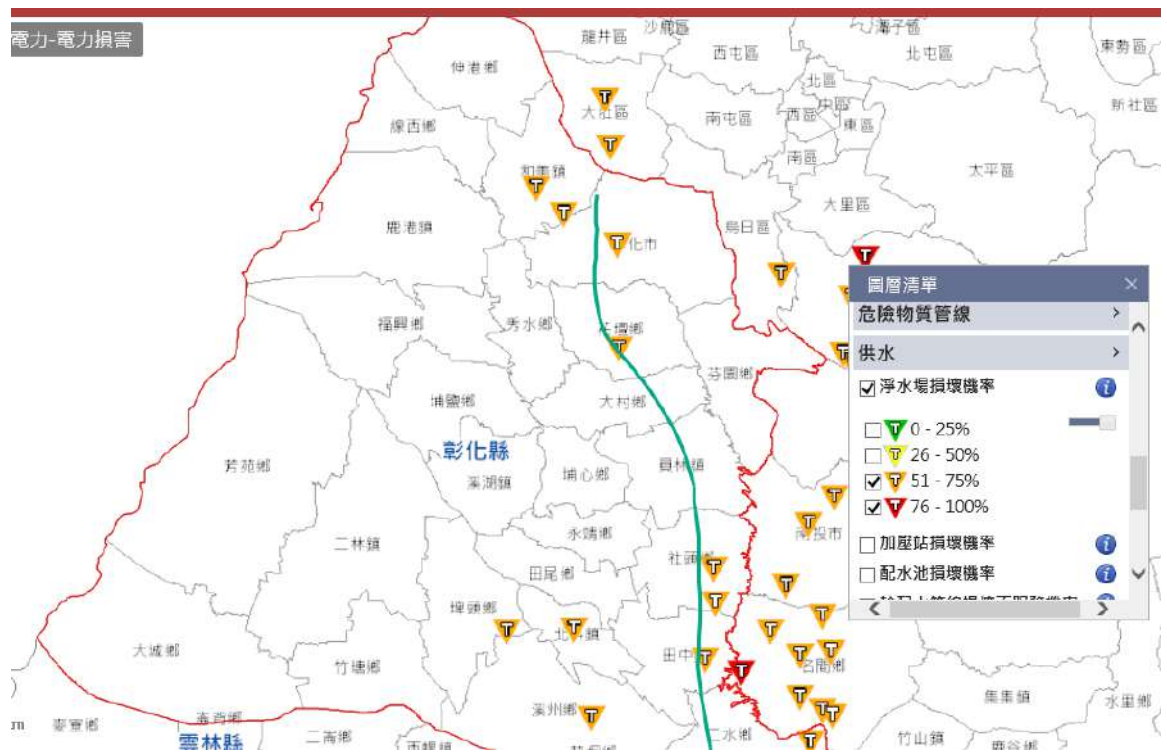 電力-電力損害
龍井區
沙鹿區
西屯區
潭子區
北屯區
東勢區
伸港鄉
北區
新社區
大肚區
南屯區
西區
中區
東區
線西鄉
南區
太平區
和美鎮
大里區
鹿港鎮
烏日區
化市
福興鄉
秀水鄉
花壇鄉
芬園鄉
埔鹽鄉
大村鄉
彰化縣
芳苑鄉
溪湖鎮
埔心鄉
員林鎮
南投市
二林鎮
永靖鄉
社頭鄉
田尾鄉
埤頭鄉
大城鄉
竹塘鄉
田中
名間鄉
溪州鄉
二水鄉
集集鎮
水里鄉
麥寮鄉
崙背鄉
雲林縣
二崙鄉
西螺鎮
竹山鎮
鹿谷鄉
圖層清單
危險物質管線
供水
淨水場損壞機率
0 - 25%
26 - 50%
51 - 75%
76 - 100%
加壓站損壞機率
配水池損壞機率